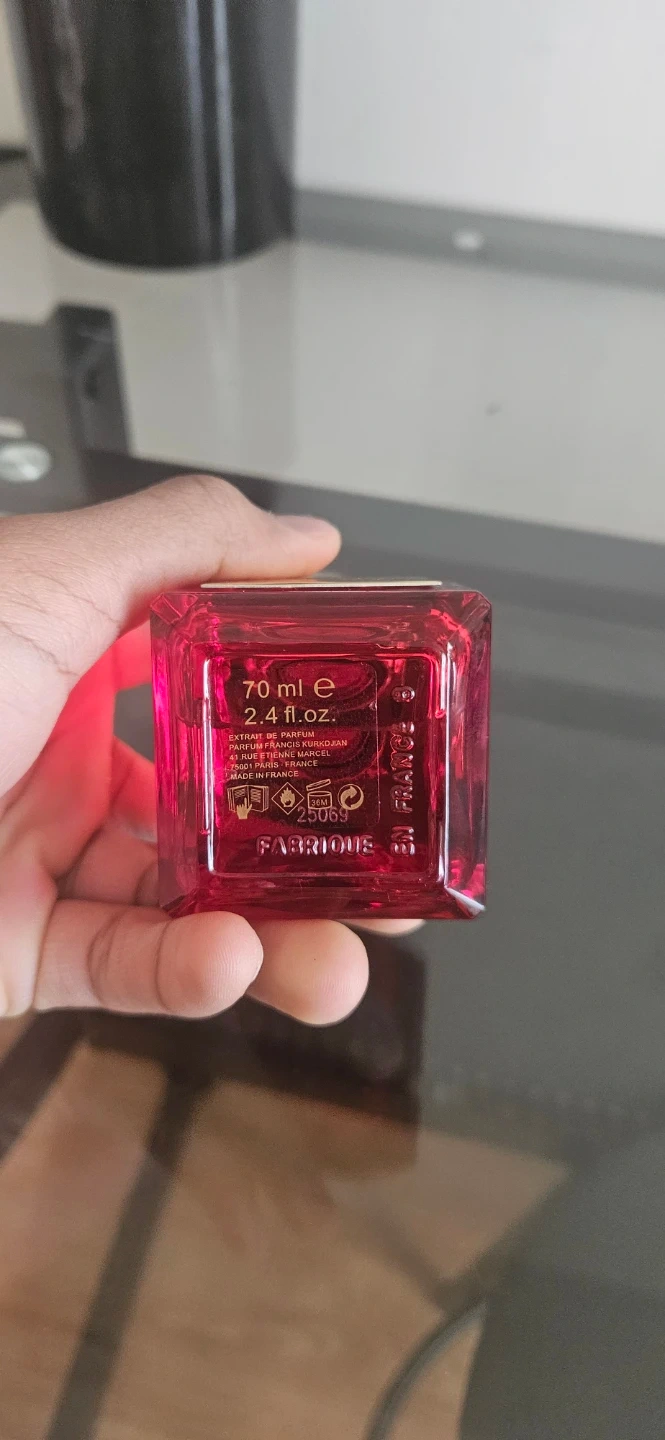 70 ml e
2.4 fl.oz.
EXTRAIT DE PARFUM
PARFUM FRANCIS KURKDJIAN
41 RUE ETIENNE MARCEL
75001 PARIS - FRANCE
MADE IN FRANCE
36M
25069
FABRIQUE
EN FRANCE